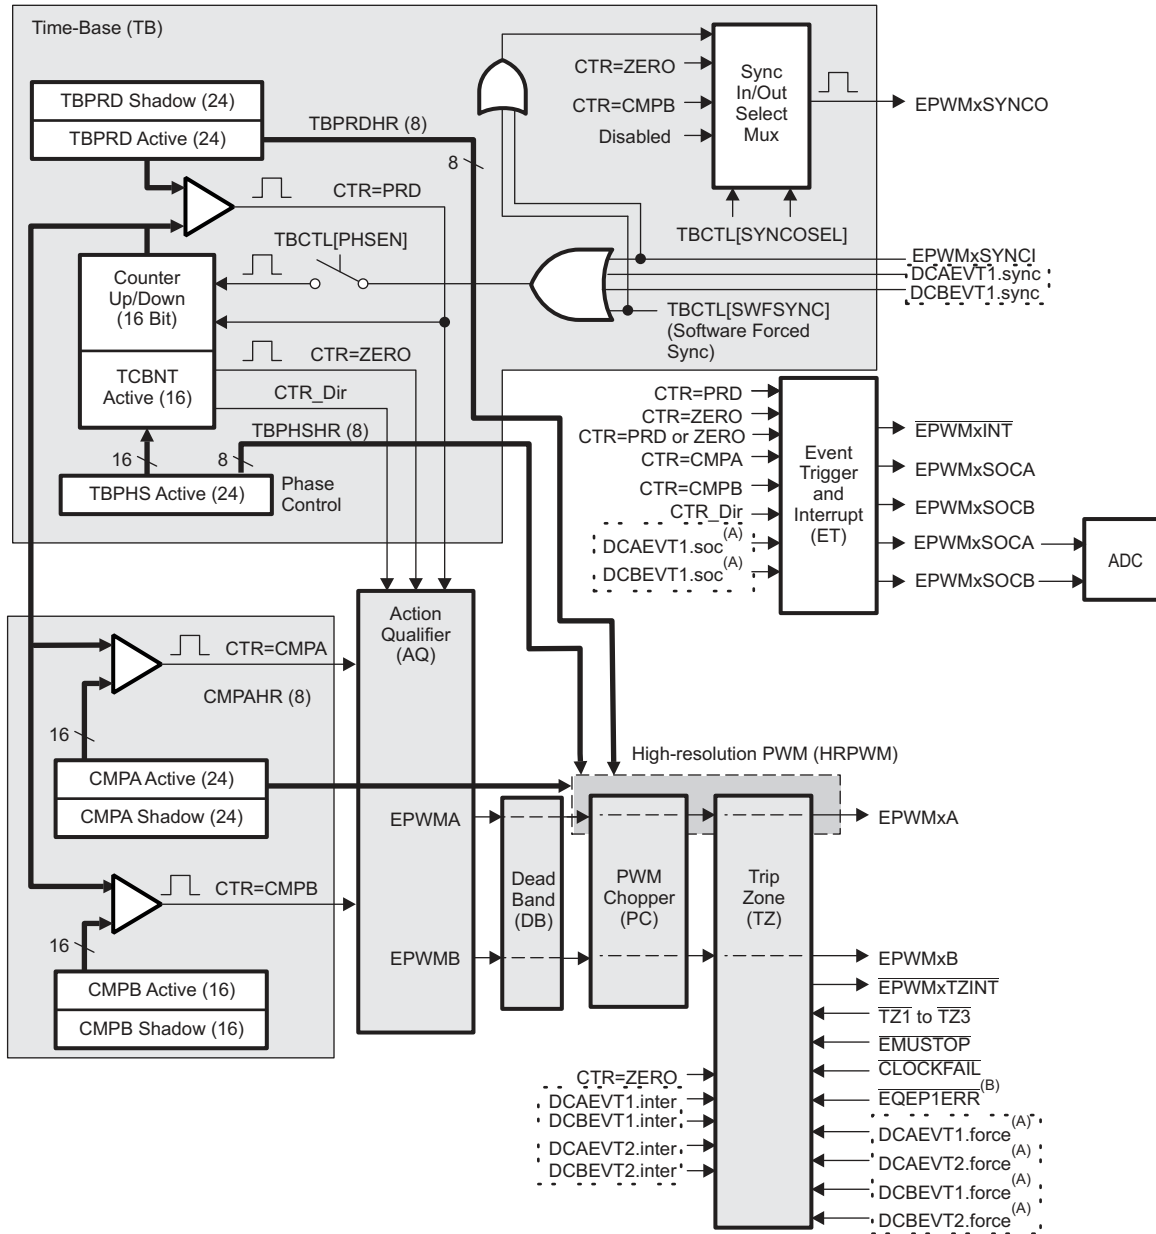 Time-Base (TB)
TBPRD Shadow (24)
TBPRD Active (24)
TBPRDHR (8)
8
CTR=PRD
TBCTL[PHSEN]
Counter
Up/Down
(16 Bit)
TCBNT
Active (16)
CTR=ZERO
CTR_Dir
TBPHSHR (8)
16
8
TBPHS Active (24)
Phase
Control
CTR=ZERO
CTR=CMPB
Disabled
Sync
In/Out
Select
Mux
EPWMxSYNCO
TBCTL[SYNCOSEL]
EPWMxSYNCI
DCAEVT1.sync
DCBEVT1.sync
TBCTL[SWFSYNC]
(Software Forced
Sync)
CTR=PRD
CTR=ZERO
CTR=PRD or ZERO
CTR=CMPA
CTR=CMPB
CTR_Dir
DCAEVT1.soc(A)
DCBEVT1.soc(A)
Event
Trigger
and
Interrupt
(ET)
EPWMxINT
EPWMxSOCA
EPWMxSOCB
EPWMxSOCA
EPWMxSOCB
ADC
Action
Qualifier
(AQ)
CTR=CMPA
CMPAHR (8)
16
CMPA Active (24)
CMPA Shadow (24)
CTR=CMPB
16
CMPB Active (16)
CMPB Shadow (16)
EPWMA
EPWMB
High-resolution PWM (HRPWM)
Dead
Band
(DB)
PWM
Chopper
(PC)
Trip
Zone
(TZ)
EPWMxA
EPWMxB
EPWMxTZINT
TZ1 to TZ3
EMUSTOP
CLOCKFAIL
EQEP1ERR(B)
DCAEVT1.force(A)
DCAEVT2.force(A)
DCBEVT1.force(A)
DCBEVT2.force(A)
CTR=ZERO
DCAEVT1.inter
DCBEVT1.inter
DCAEVT2.inter
DCBEVT2.inter